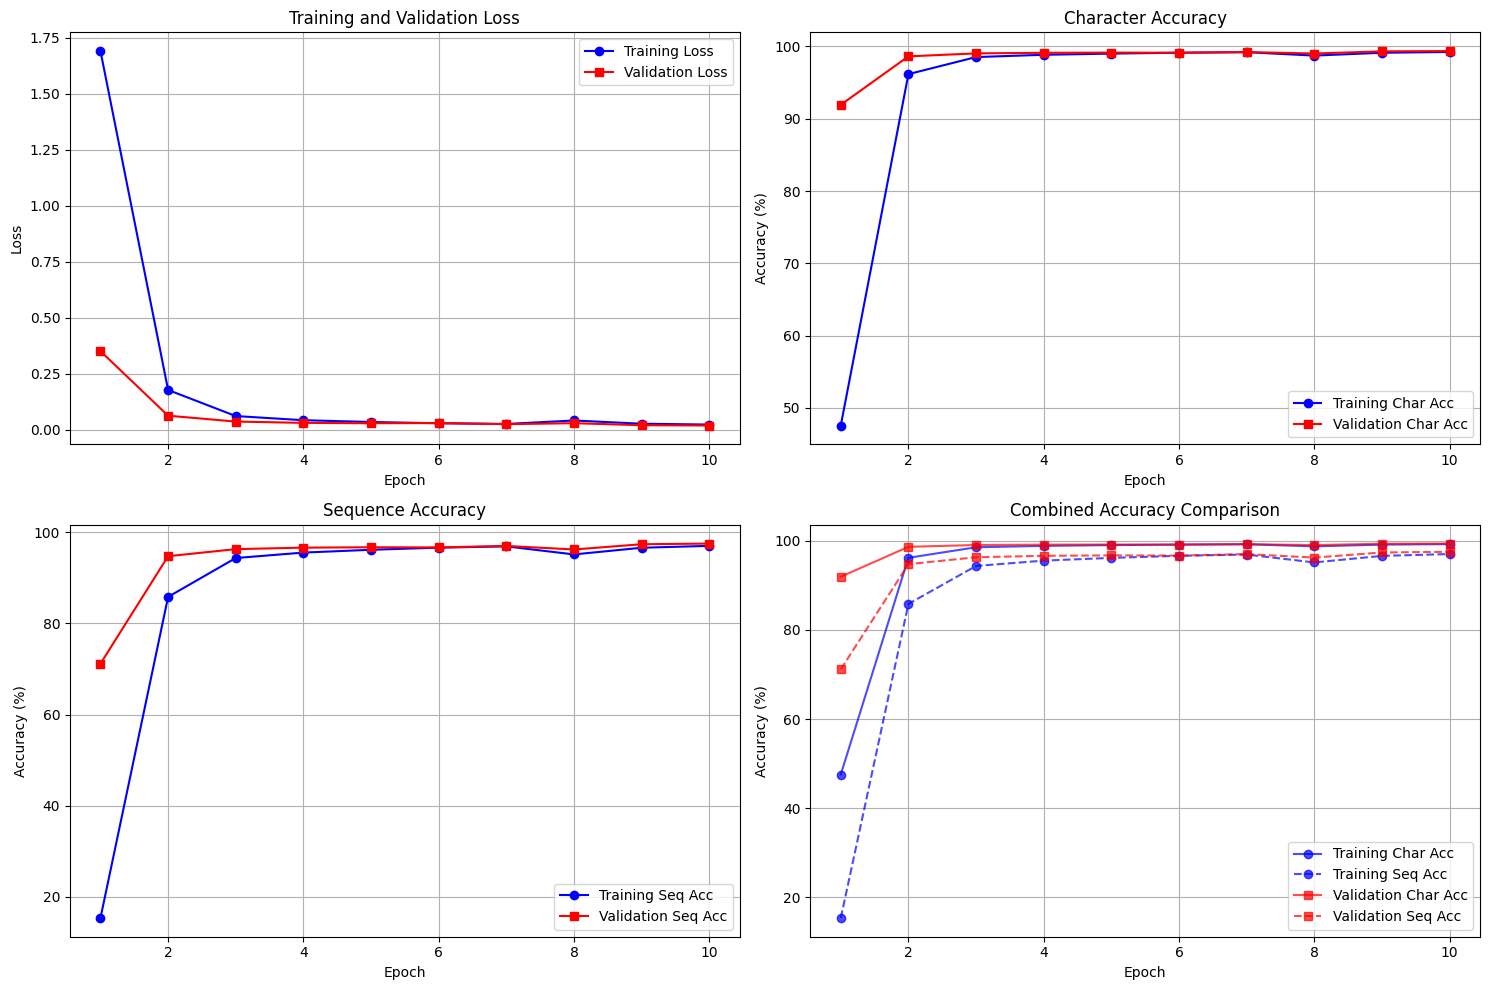 Training and Validation Loss
1.75
1.50
1.25
1.00
0.75
0.50
0.25
0.00
Loss
Training Loss
Validation Loss
2 4 6 8 10
Epoch
Character Accuracy
100
90
80
70
60
50
Accuracy (%)
Training Char Acc
Validation Char Acc
2 4 6 8 10
Epoch
Sequence Accuracy
100
80
60
40
20
Accuracy (%)
Training Seq Acc
Validation Seq Acc
2 4 6 8 10
Epoch
Combined Accuracy Comparison
100
80
60
40
20
Accuracy (%)
Training Char Acc
Training Seq Acc
Validation Char Acc
Validation Seq Acc
2 4 6 8 10
Epoch